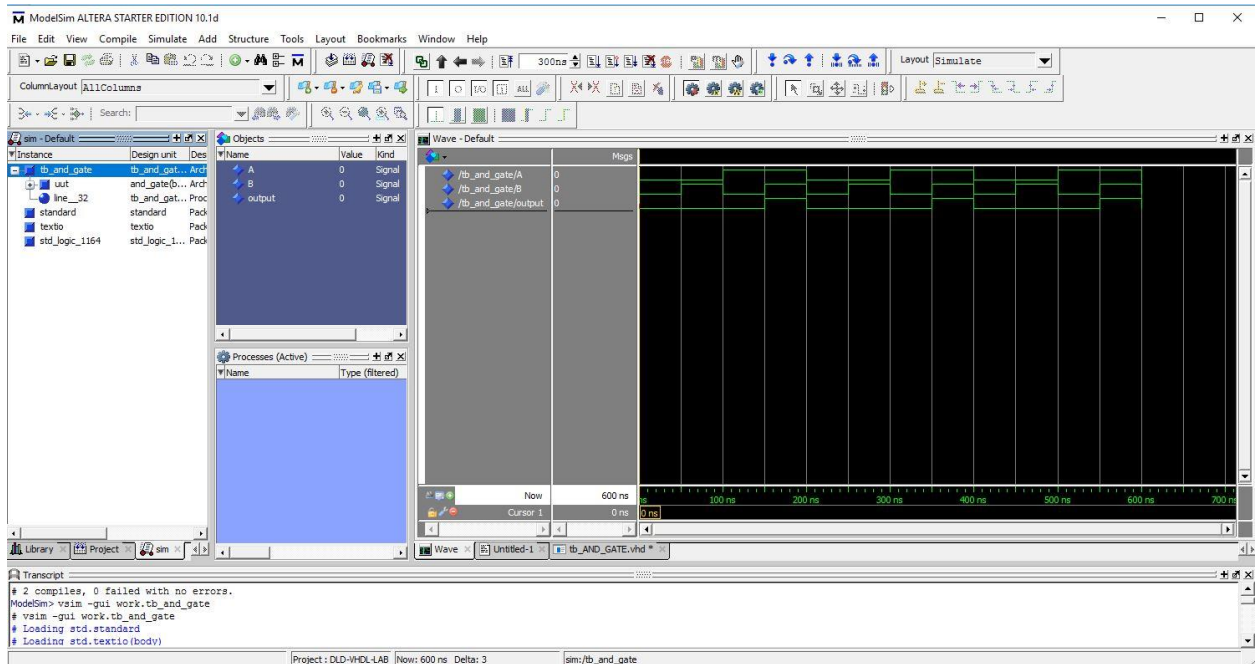 ModelSim ALTERA STARTER EDITION 10.1d
File Edit View Compile Simulate Add Structure Tools Layout Bookmarks Window Help
300 ns
Layout Simulate
ColumnLayout AllColumns
Search:
sim - Default
Instance Design unit Des
tb_and_gate tb_and_gat... Arch
uut and_gate(b... Arch
line__32 tb_and_gat... Proc
standard standard Pack
textio textio Pack
std_logic_1164 std_logic_1... Pack
Objects
Name Value Kind
A 0 Signal
B 0 Signal
output 0 Signal
Processes (Active)
Name Type (filtered)
Wave - Default
Msgs
/tb_and_gate/A 0
/tb_and_gate/B 0
/tb_and_gate/output 0
Now 600 ns
Cursor 1 0 ns
ns 100 ns 200 ns 300 ns 400 ns 500 ns 600 ns 700 ns
0 ns
Library Project sim
Wave Untitled-1 tb_AND_GATE.vhd *
Transcript
# 2 compiles, 0 failed with no errors.
ModelSim> vsim -gui work.tb_and_gate
# vsim -gui work.tb_and_gate
# Loading std.standard
# Loading std.textio(body)
Project : DLD-VHDL-LAB Now: 600 ns Delta: 3 sim:/tb_and_gate